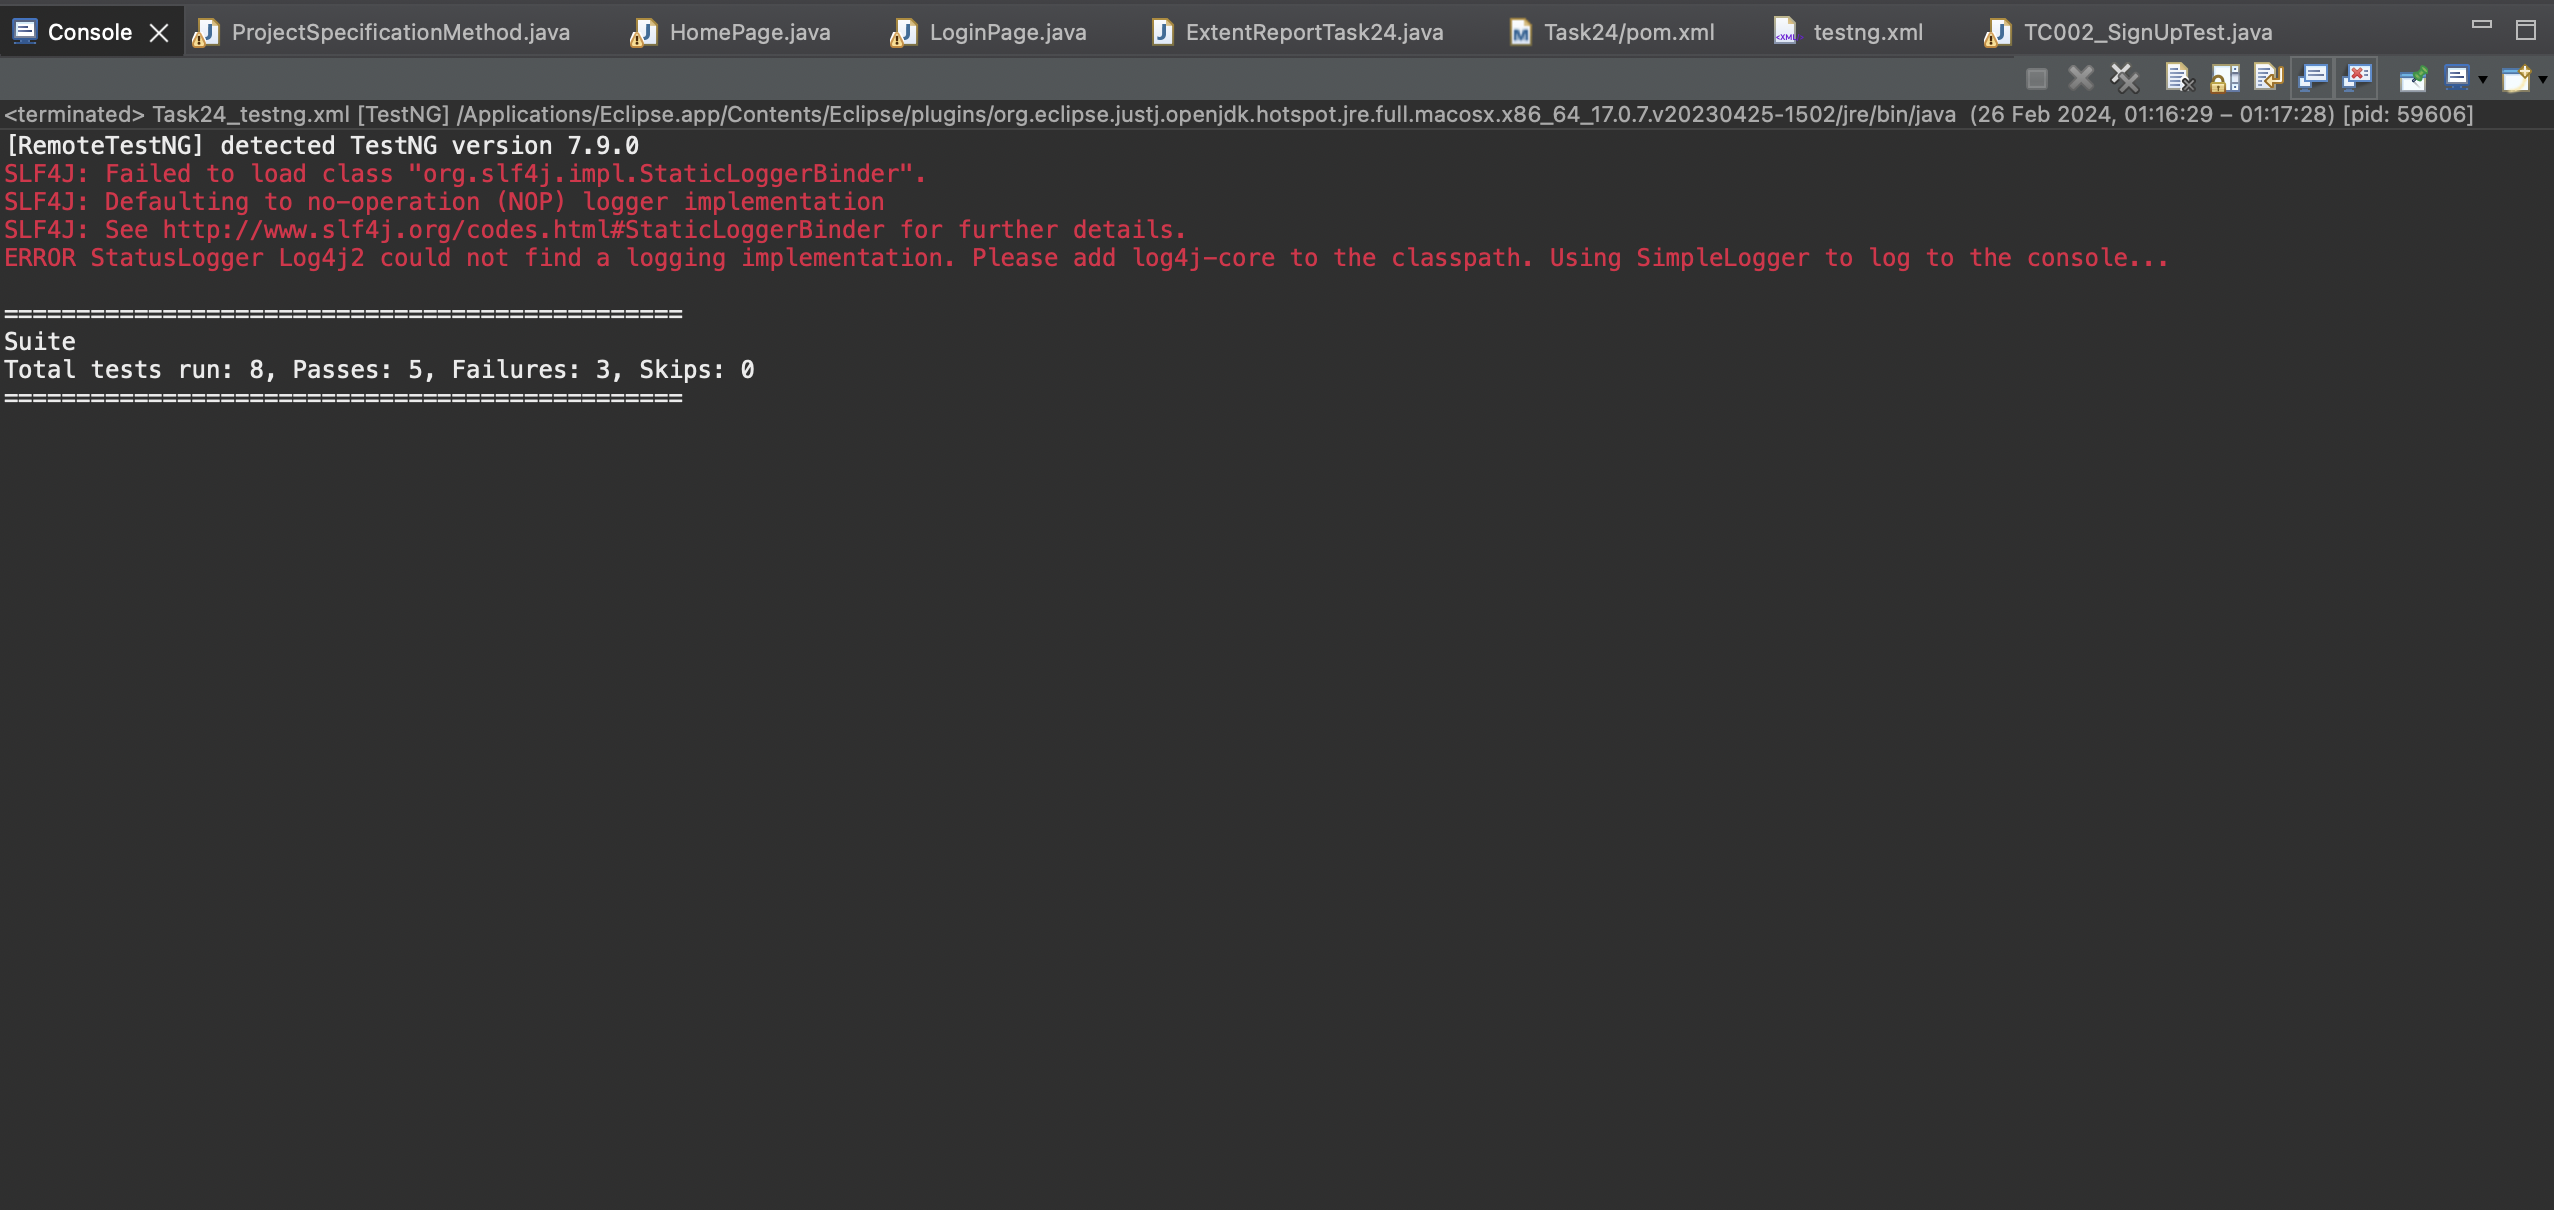 Console ProjectSpecificationMethod.java HomePage.java LoginPage.java ExtentReportTask24.java Task24/pom.xml testng.xml TC002_SignUpTest.java
<terminated> Task24_testng.xml [TestNG] /Applications/Eclipse.app/Contents/Eclipse/plugins/org.eclipse.justj.openjdk.hotspot.jre.full.macosx.x86_64_17.0.7.v20230425-1502/jre/bin/java (26 Feb 2024, 01:16:29 – 01:17:28) [pid: 59606]
[RemoteTestNG] detected TestNG version 7.9.0
SLF4J: Failed to load class "org.slf4j.impl.StaticLoggerBinder".
SLF4J: Defaulting to no-operation (NOP) logger implementation
SLF4J: See http://www.slf4j.org/codes.html#StaticLoggerBinder for further details.
ERROR StatusLogger Log4j2 could not find a logging implementation. Please add log4j-core to the classpath. Using SimpleLogger to log to the console...
===============================================
Suite
Total tests run: 8, Passes: 5, Failures: 3, Skips: 0
===============================================